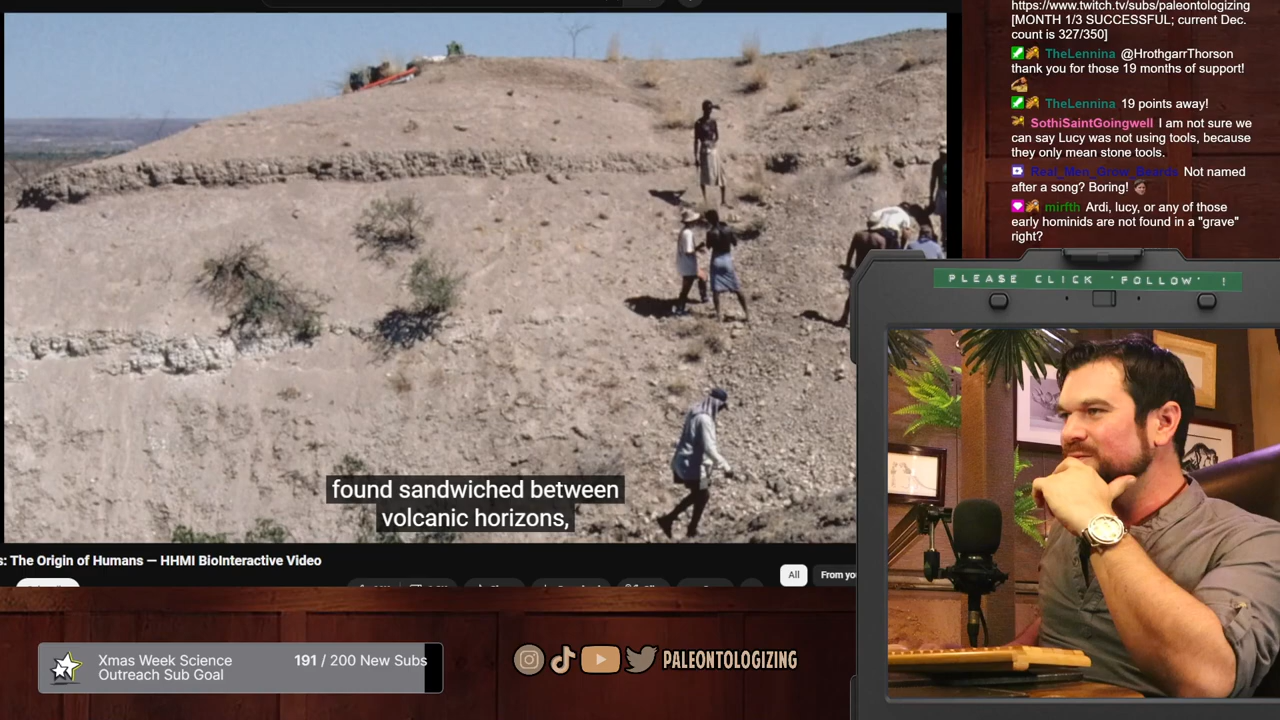 https://www.twitch.tv/subs/paleontologizing
[MONTH 1/3 SUCCESSFUL; current Dec.
count is 327/350]
TheLennina @HrothgarrThorson
thank you for those 19 months of support!
TheLennina 19 points away!
SothiSaintGoingwell I am not sure we
can say Lucy was not using tools, because
they only mean stone tools.
Real_Men_Grow_Beards Not named
after a song? Boring!
mirfth Ardi, lucy, or any of those
early hominids are not found in a "grave"
right?
PLEASE CLICK 'FOLLOW' !
found sandwiched between
volcanic horizons,
s: The Origin of Humans — HHMI BioInteractive Video
All
From yo
Xmas Week Science
Outreach Sub Goal
191 / 200 New Subs
PALEONTOLOGIZING